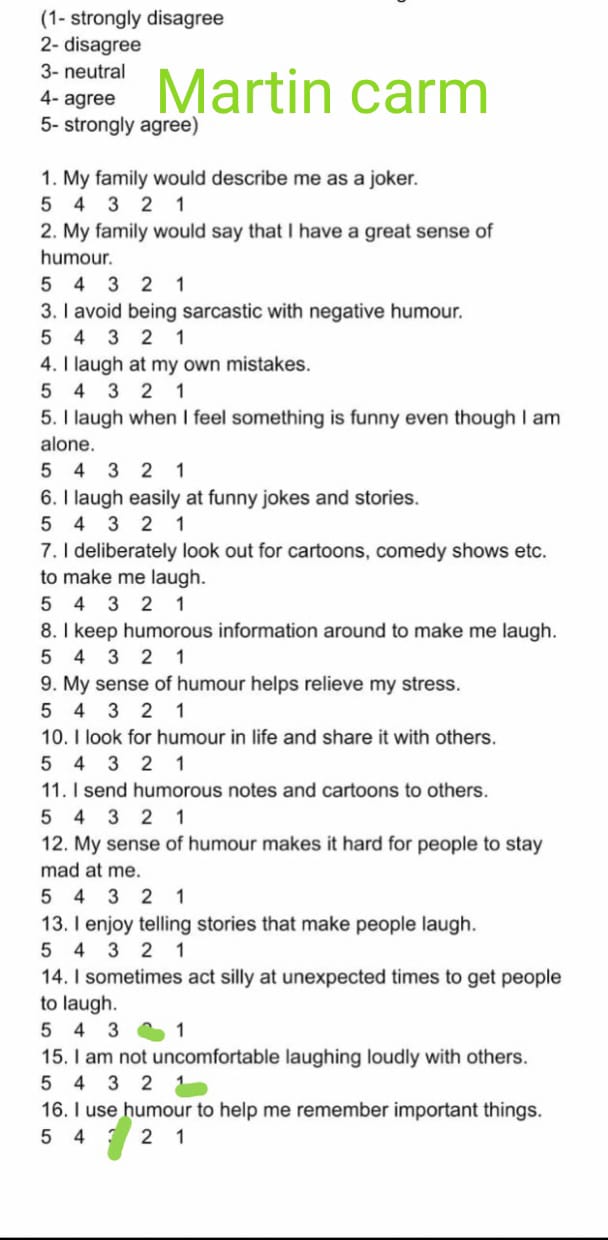 (1- strongly disagree
2- disagree
3- neutral
4- agree
Martin carm
5- strongly agree)
1. My family would describe me as a joker.
5 4 3 2 1
2. My family would say that I have a great sense of
humour.
5 4 3 2 1
3. I avoid being sarcastic with negative humour.
5 4 3 2 1
4. I laugh at my own mistakes.
5 4 3 2 1
5. I laugh when I feel something is funny even though I am
alone.
5 4 3 2 1
6. I laugh easily at funny jokes and stories.
5 4 3 2 1
7. I deliberately look out for cartoons, comedy shows etc.
to make me laugh.
5 4 3 2 1
8. I keep humorous information around to make me laugh.
5 4 3 2 1
9. My sense of humour helps relieve my stress.
5 4 3 2 1
10. I look for humour in life and share it with others.
5 4 3 2 1
11. I send humorous notes and cartoons to others.
5 4 3 2 1
12. My sense of humour makes it hard for people to stay
mad at me.
5 4 3 2 1
13. I enjoy telling stories that make people laugh.
5 4 3 2 1
14. I sometimes act silly at unexpected times to get people
to laugh.
5 4 3 1
15. I am not uncomfortable laughing loudly with others.
5 4 3 2
16. I use humour to help me remember important things.
5 4 2 1